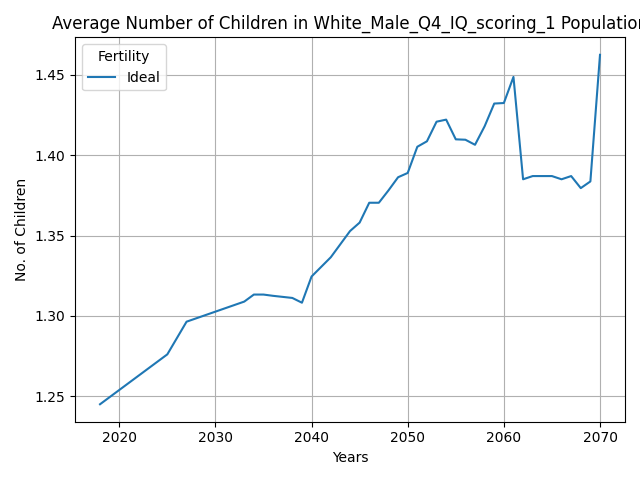 Average Number of Children in White_Male_Q4_IQ_scoring_1 Population
Fertility
Ideal
1.45
1.40
1.35
1.30
1.25
No. of Children
2020 2030 2040 2050 2060 2070
Years